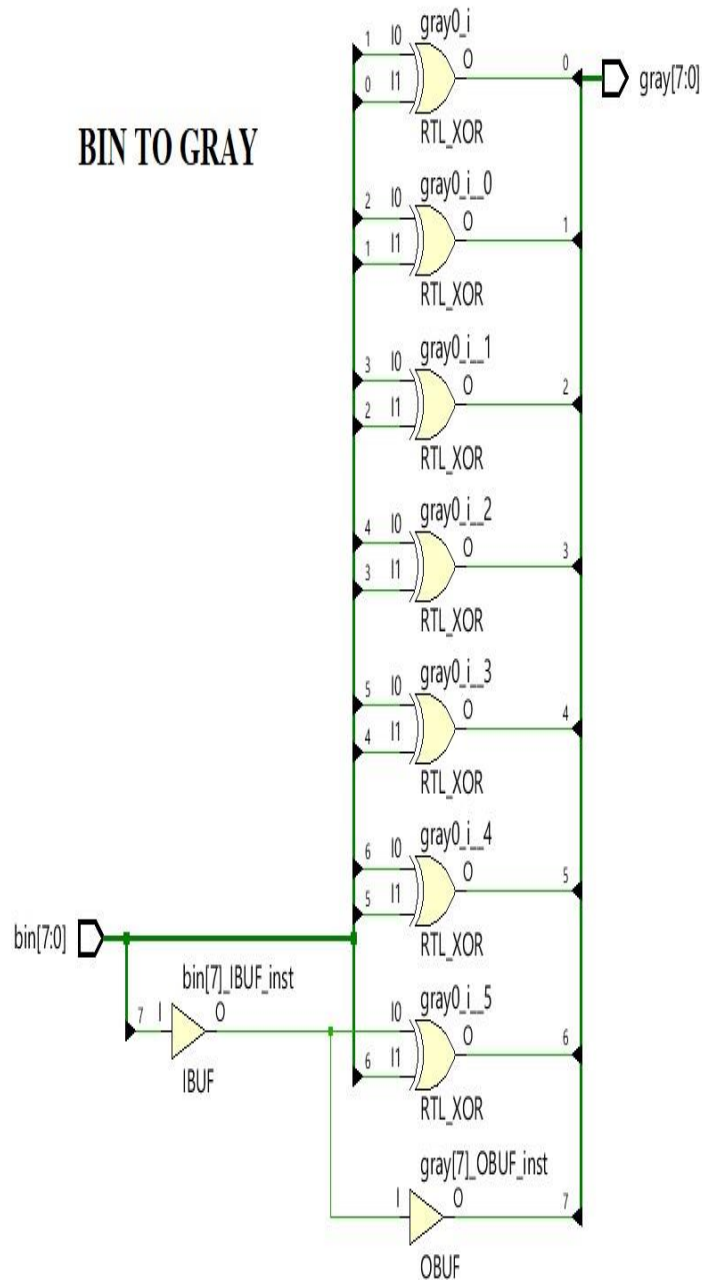 gray0_i
1 I0
O
0
0 I1
gray[7:0]
RTL_XOR
BIN TO GRAY
gray0_i__0
2 I0
O
1
1 I1
RTL_XOR
gray0_i__1
3 I0
O
2
2 I1
RTL_XOR
gray0_i__2
4 I0
O
3
3 I1
RTL_XOR
gray0_i__3
5 I0
O
4
4 I1
RTL_XOR
gray0_i__4
6 I0
O
5
5 I1
RTL_XOR
bin[7:0]
bin[7]_IBUF_inst
7 I O
IBUF
gray0_i__5
I0
O
6
6 I1
RTL_XOR
gray[7]_OBUF_inst
I O
7
OBUF